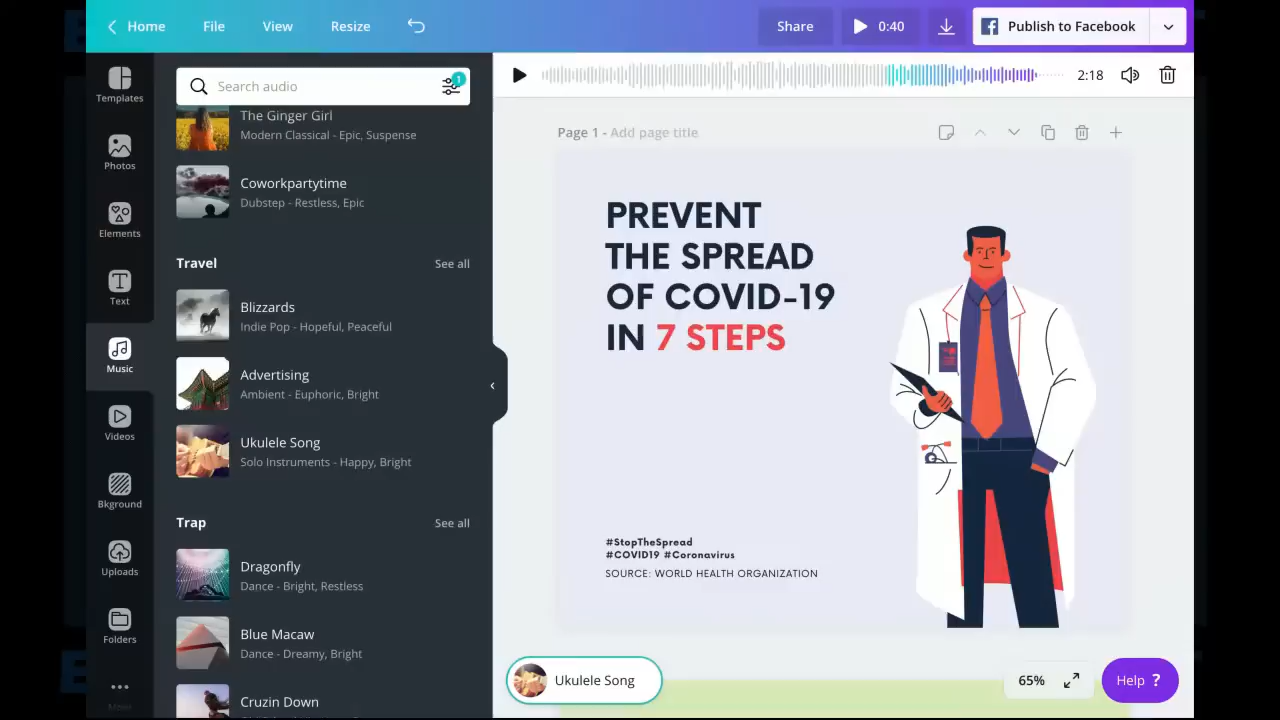 Home
File
View
Resize
Share
0:40
Publish to Facebook
Templates
Photos
Elements
Text
Music
Videos
Bkground
Uploads
Folders
More
Search audio
1
The Ginger Girl
Modern Classical - Epic, Suspense
Coworkpartytime
Dubstep - Restless, Epic
Travel
See all
Blizzards
Indie Pop - Hopeful, Peaceful
Advertising
Ambient - Euphoric, Bright
Ukulele Song
Solo Instruments - Happy, Bright
Trap
See all
Dragonfly
Dance - Bright, Restless
Blue Macaw
Dance - Dreamy, Bright
Cruzin Down
2:18
Page 1 - Add page title
PREVENT
THE SPREAD
OF COVID-19
IN 7 STEPS
#StopTheSpread
#COVID19 #Coronavirus
SOURCE: WORLD HEALTH ORGANIZATION
Ukulele Song
65%
Help ?